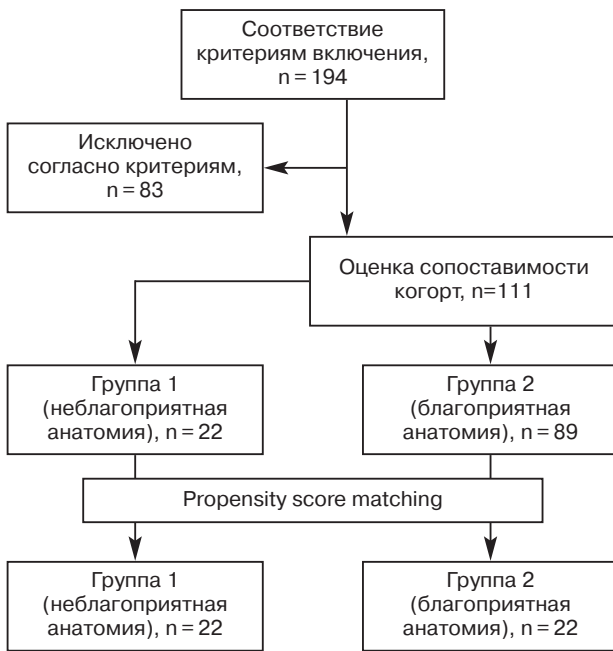 Соответствие
критериям включения,
n = 194
Исключено
согласно критериям,
n = 83
Оценка сопоставимости
когорт, n=111
Группа 1
(неблагоприятная
анатомия), n = 22
Группа 2
(благоприятная
анатомия), n = 89
Propensity score matching
Группа 1
(неблагоприятная
анатомия), n = 22
Группа 2
(благоприятная
анатомия), n = 22